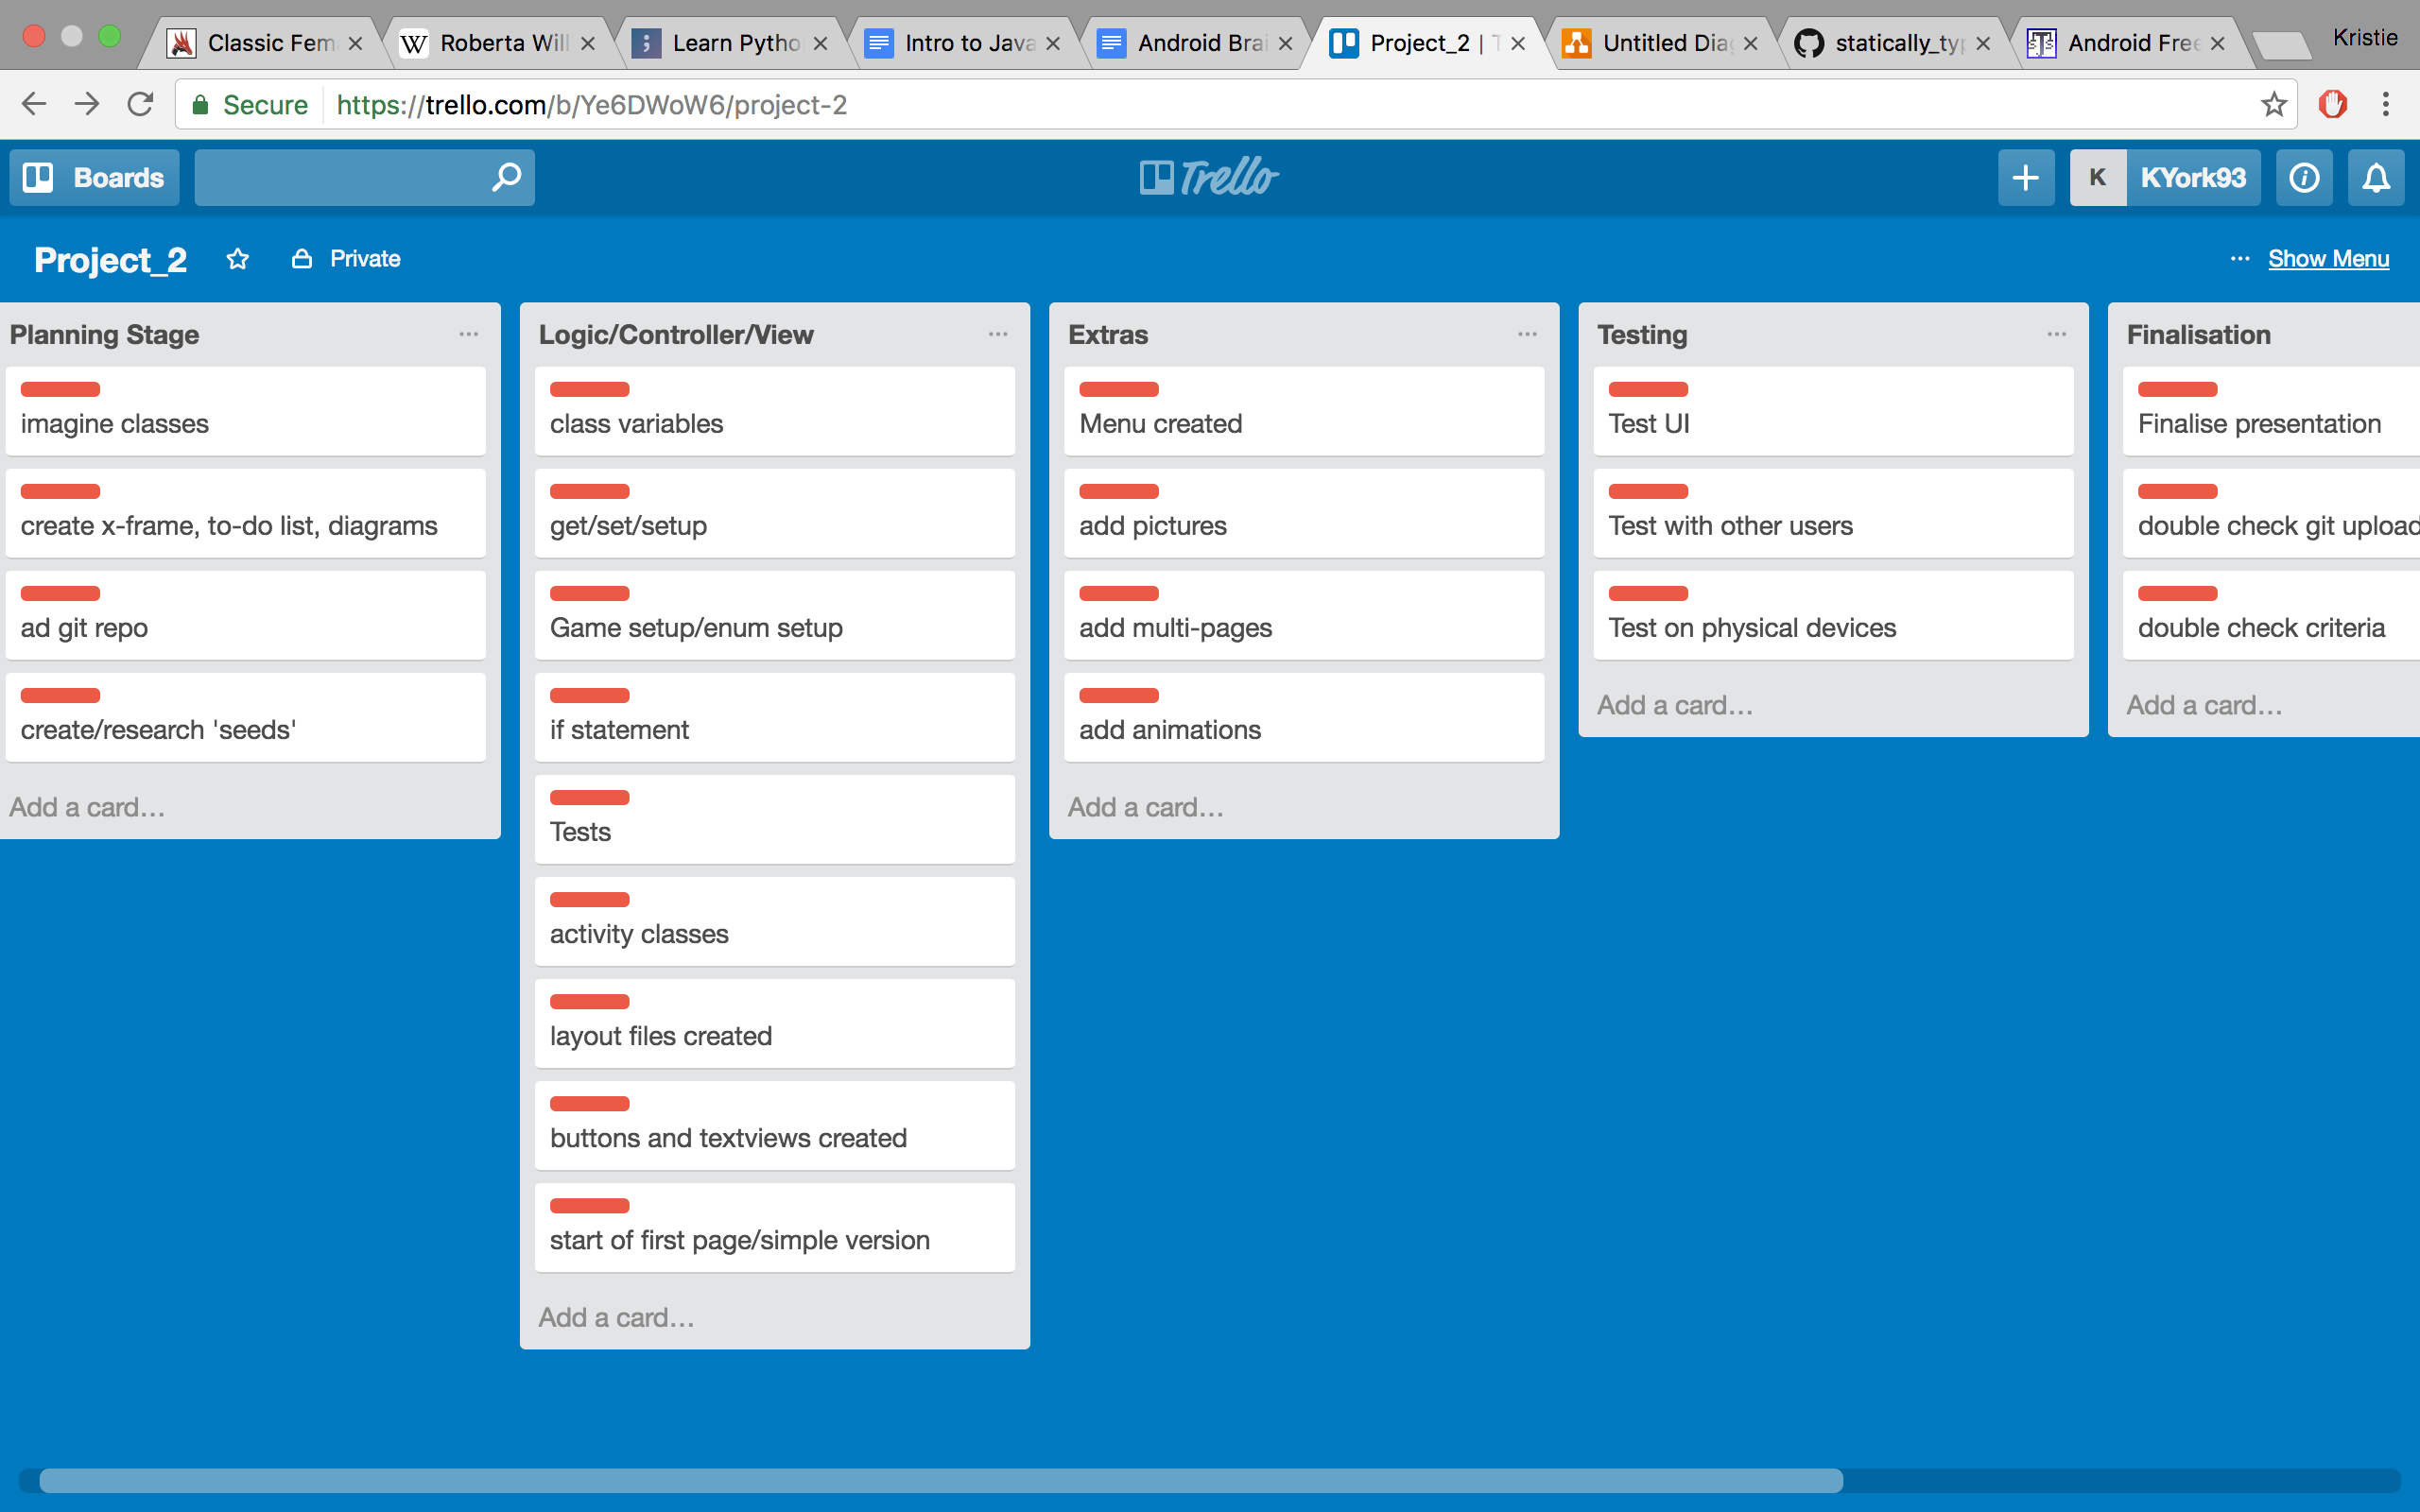 Classic Fem
Roberta Will
Learn Pytho
Intro to Java
Android Brai
Project_2 | T
Untitled Dia
statically_typ
Android Free
Kristie
Secure https://trello.com/b/Ye6DWoW6/project-2
Boards
Trello
K KYork93
Project_2 Private
... Show Menu
Planning Stage
imagine classes
create x-frame, to-do list, diagrams
ad git repo
create/research 'seeds'
Add a card...
Logic/Controller/View
class variables
get/set/setup
Game setup/enum setup
if statement
Tests
activity classes
layout files created
buttons and textviews created
start of first page/simple version
Add a card...
Extras
Menu created
add pictures
add multi-pages
add animations
Add a card...
Testing
Test UI
Test with other users
Test on physical devices
Add a card...
Finalisation
Finalise presentation
double check git upload
double check criteria
Add a card...